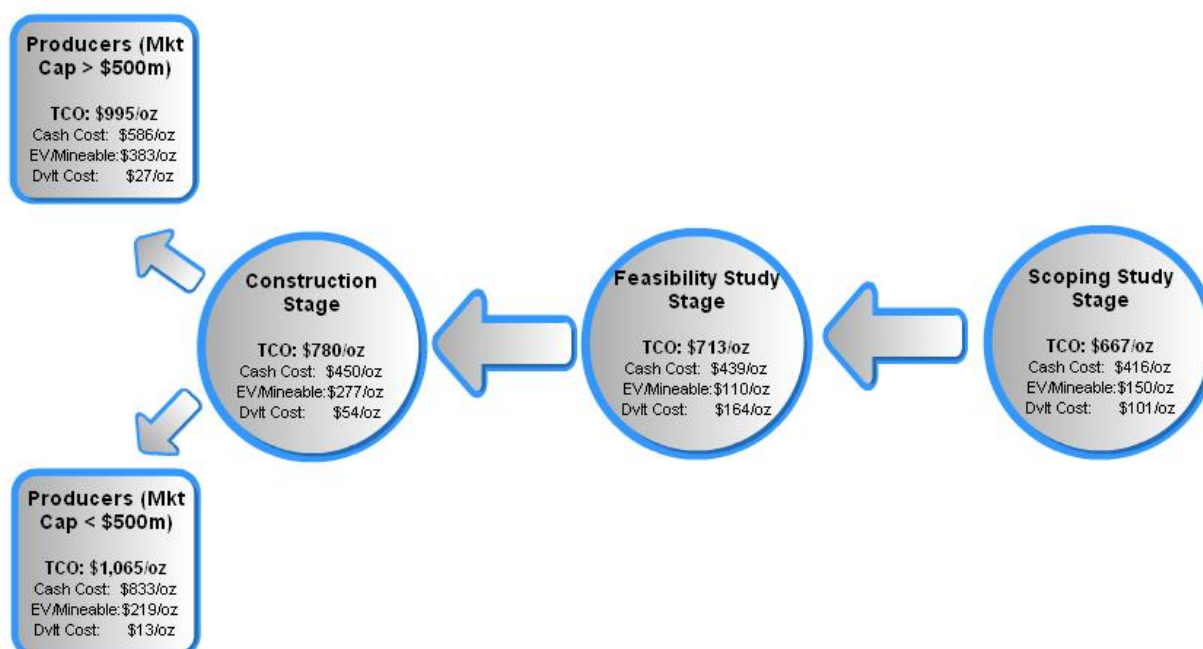 Producers (Mkt
Cap > $500m)
TCO: $995/oz
Cash Cost: $586/oz
EV/Mineable:$383/oz
Dvlt Cost: $27/oz
Construction
Stage
TCO: $780/oz
Cash Cost: $450/oz
EV/Mineable:$277/oz
Dvlt Cost: $54/oz
Feasibility Study
Stage
TCO: $713/oz
Cash Cost: $439/oz
EV/Mineable:$110/oz
Dvlt Cost: $164/oz
Scoping Study
Stage
TCO: $667/oz
Cash Cost: $416/oz
EV/Mineable:$150/oz
Dvlt Cost: $101/oz
Producers (Mkt
Cap < $500m)
TCO: $1,065/oz
Cash Cost: $833/oz
EV/Mineable:$219/oz
Dvlt Cost: $13/oz